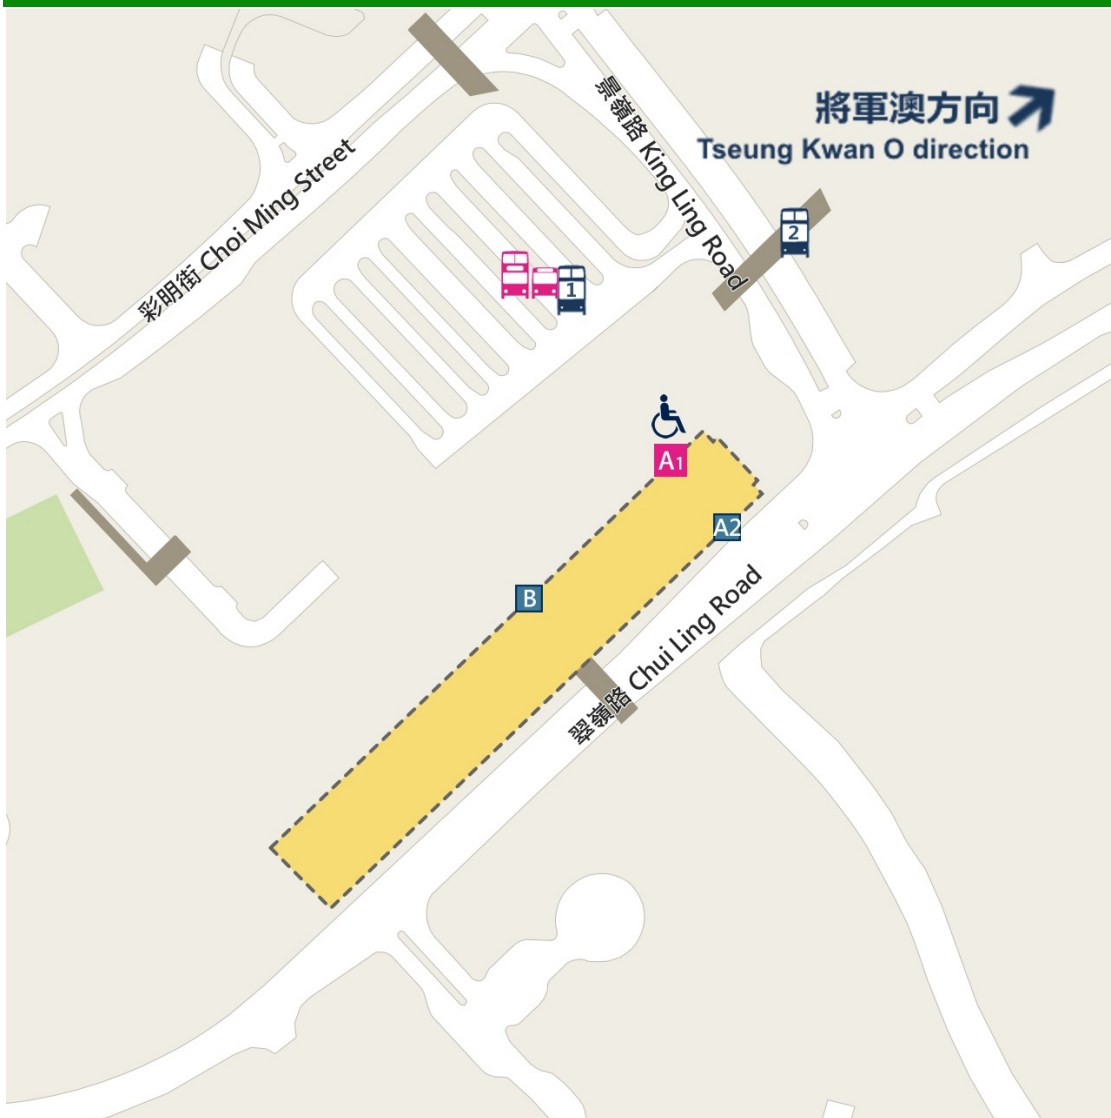 將軍澳方向
Tseung Kwan O direction
景嶺路 King Ling Road
彩明街 Choi Ming Street
2
1
A1
A2
B
翠嶺路 Chui Ling Road